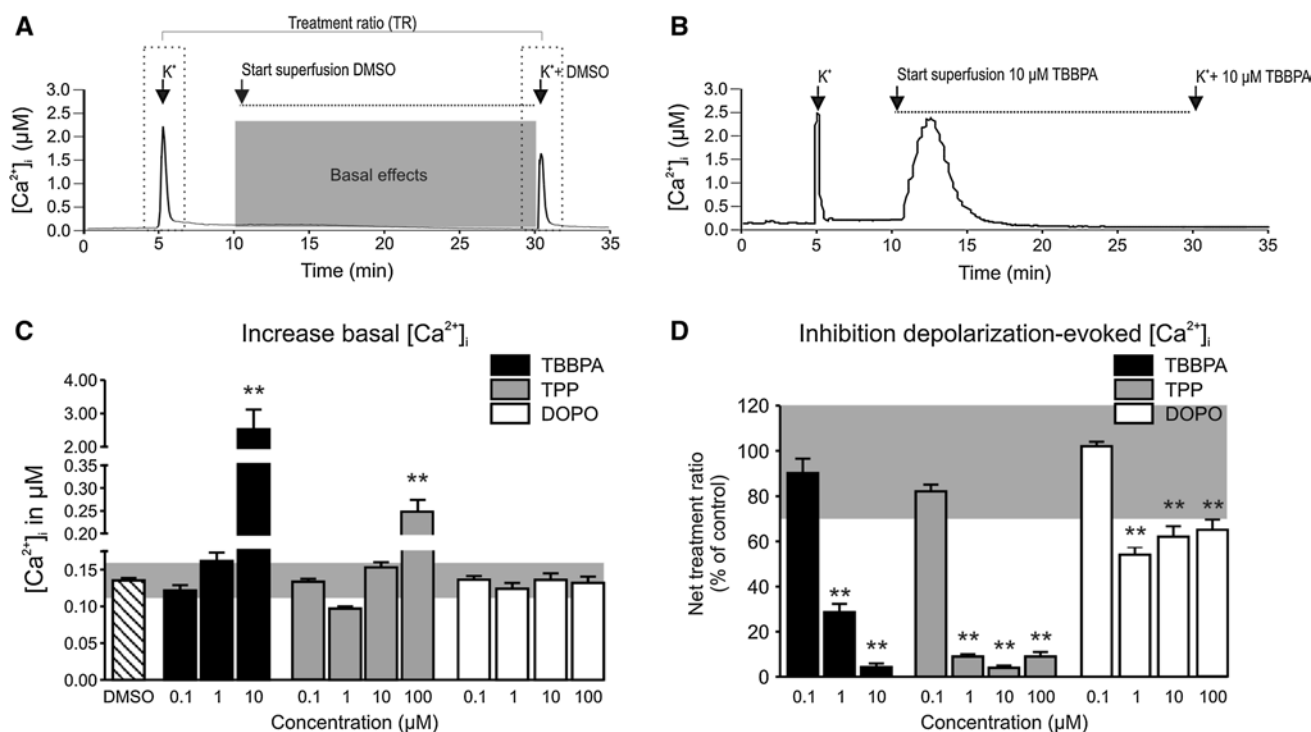 A
Treatment ratio (TR)
K⁺
Start superfusion DMSO
K⁺+ DMSO
[Ca²⁺]ᵢ (µM)
3.0
2.5
2.0
1.5
1.0
0.5
0.0
Basal effects
0 5 10 15 20 25 30 35
Time (min)
B
K⁺
Start superfusion 10 µM TBBPA
K⁺+ 10 µM TBBPA
[Ca²⁺]ᵢ (µM)
3.0
2.5
2.0
1.5
1.0
0.5
0.0
0 5 10 15 20 25 30 35
Time (min)
C
Increase basal [Ca²⁺]ᵢ
TBBPA
TPP
DOPO
[Ca²⁺]ᵢ in µM
4.00
3.00
2.00
0.35
0.30
0.25
0.20
0.15
0.10
0.05
0.00
**
**
DMSO 0.1 1 10 0.1 1 10 100 0.1 1 10 100
Concentration (µM)
D
Inhibition depolarization-evoked [Ca²⁺]ᵢ
TBBPA
TPP
DOPO
Net treatment ratio
(% of control)
120
100
80
60
40
20
0
** ** ** ** ** ** ** **
0.1 1 10 0.1 1 10 100 0.1 1 10 100
Concentration (µM)